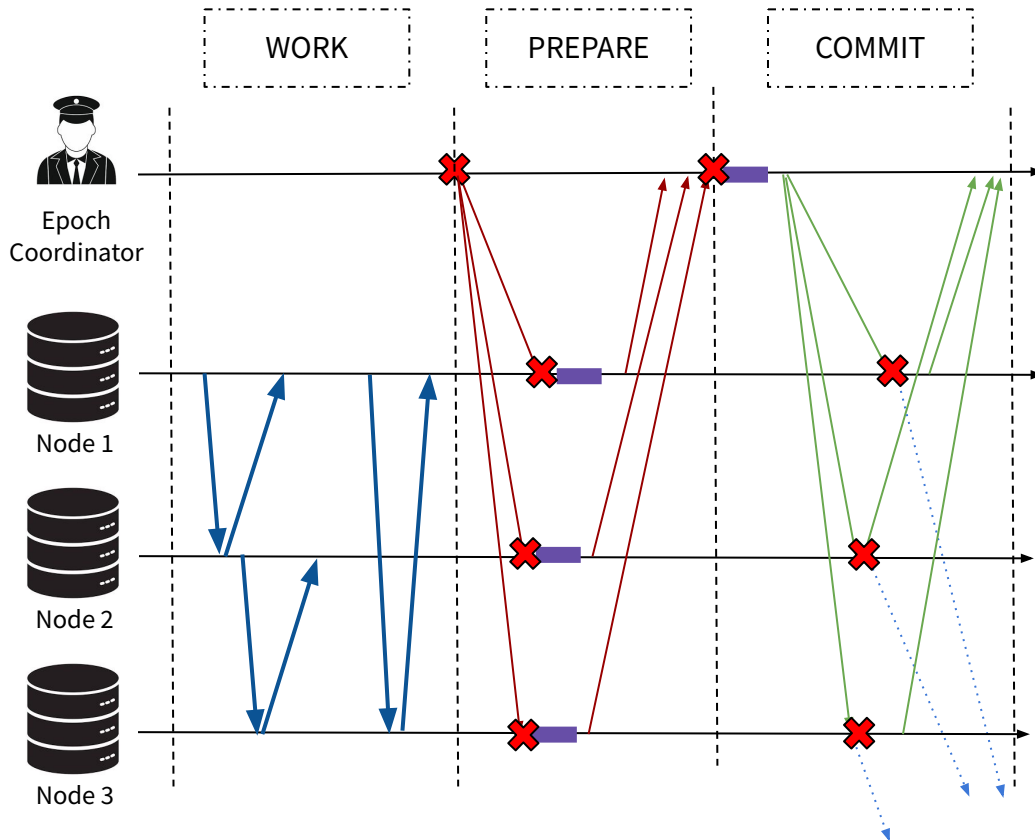 WORK
PREPARE
COMMIT
Epoch
Coordinator
Node 1
Node 2
Node 3